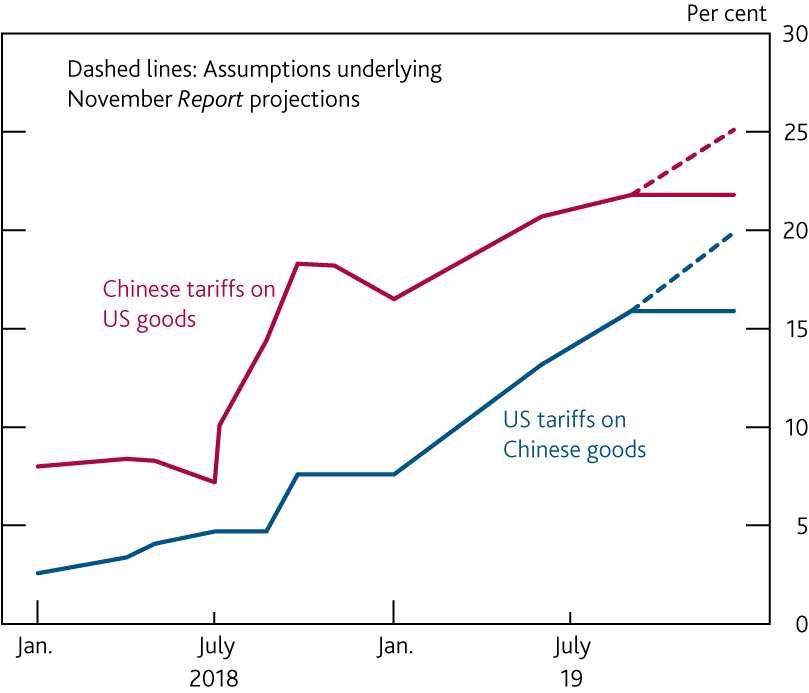 Per cent
Dashed lines: Assumptions underlying
November Report projections
30
25
20
15
10
5
0
Chinese tariffs on
US goods
US tariffs on
Chinese goods
Jan.
July
Jan.
July
2018
19